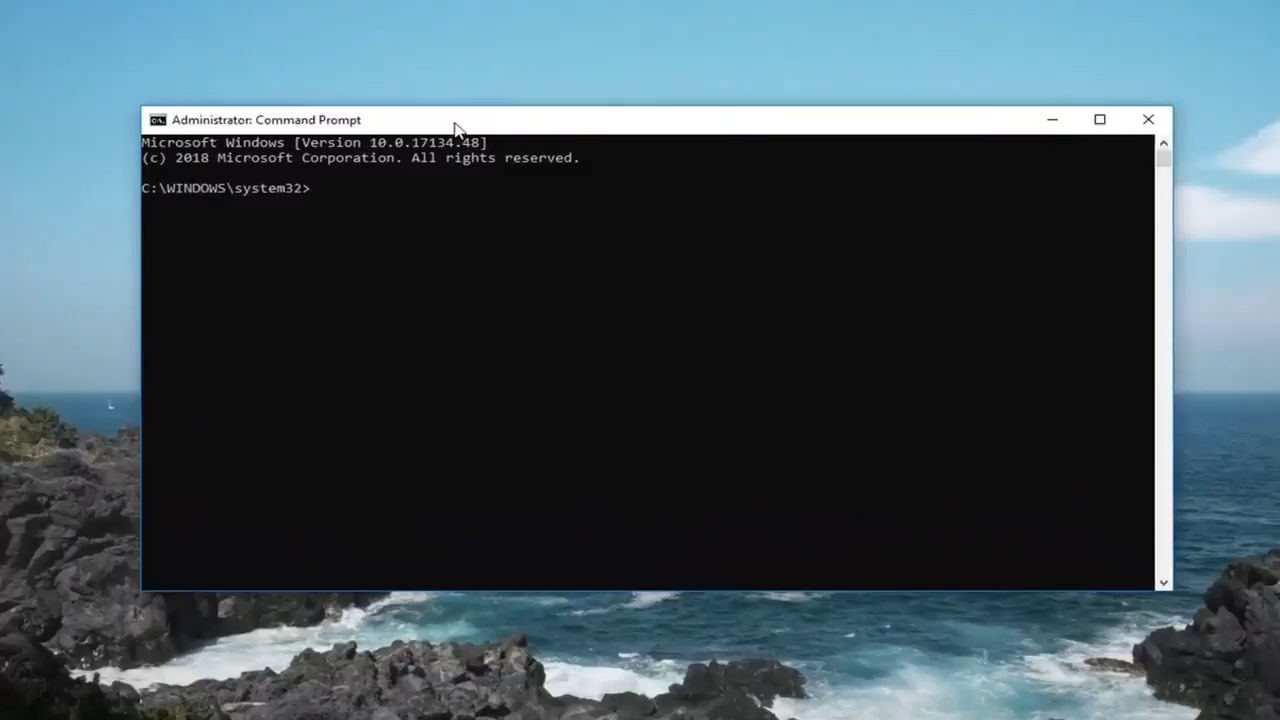 Administrator: Command Prompt
Microsoft Windows [Version 10.0.17134.48]
(c) 2018 Microsoft Corporation. All rights reserved.
C:\WINDOWS\system32>